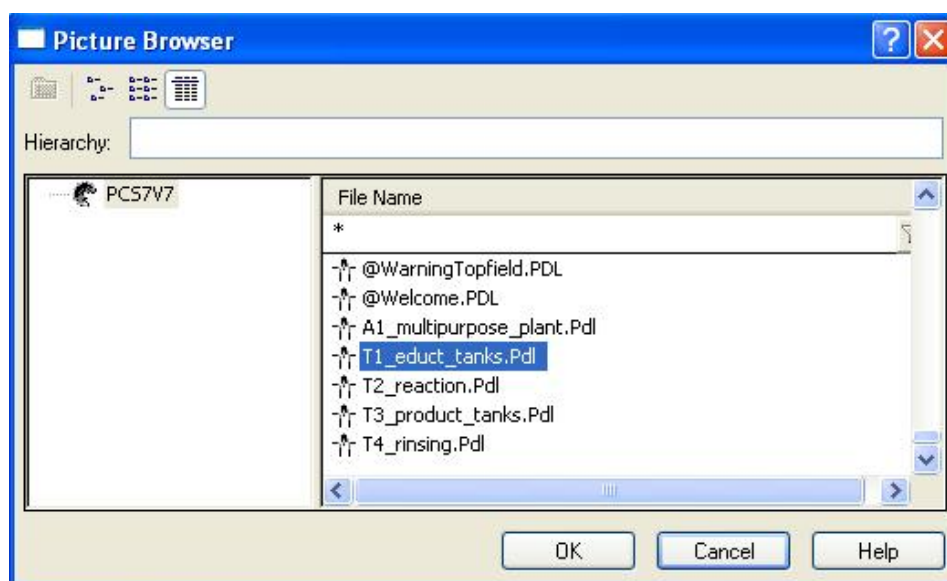 Picture Browser
Hierarchy:
PCS7V7
File Name
*
@WarningTopfield.PDL
@Welcome.PDL
A1_multipurpose_plant.Pdl
T1_educt_tanks.Pdl
T2_reaction.Pdl
T3_product_tanks.Pdl
T4_rinsing.Pdl
OK Cancel Help